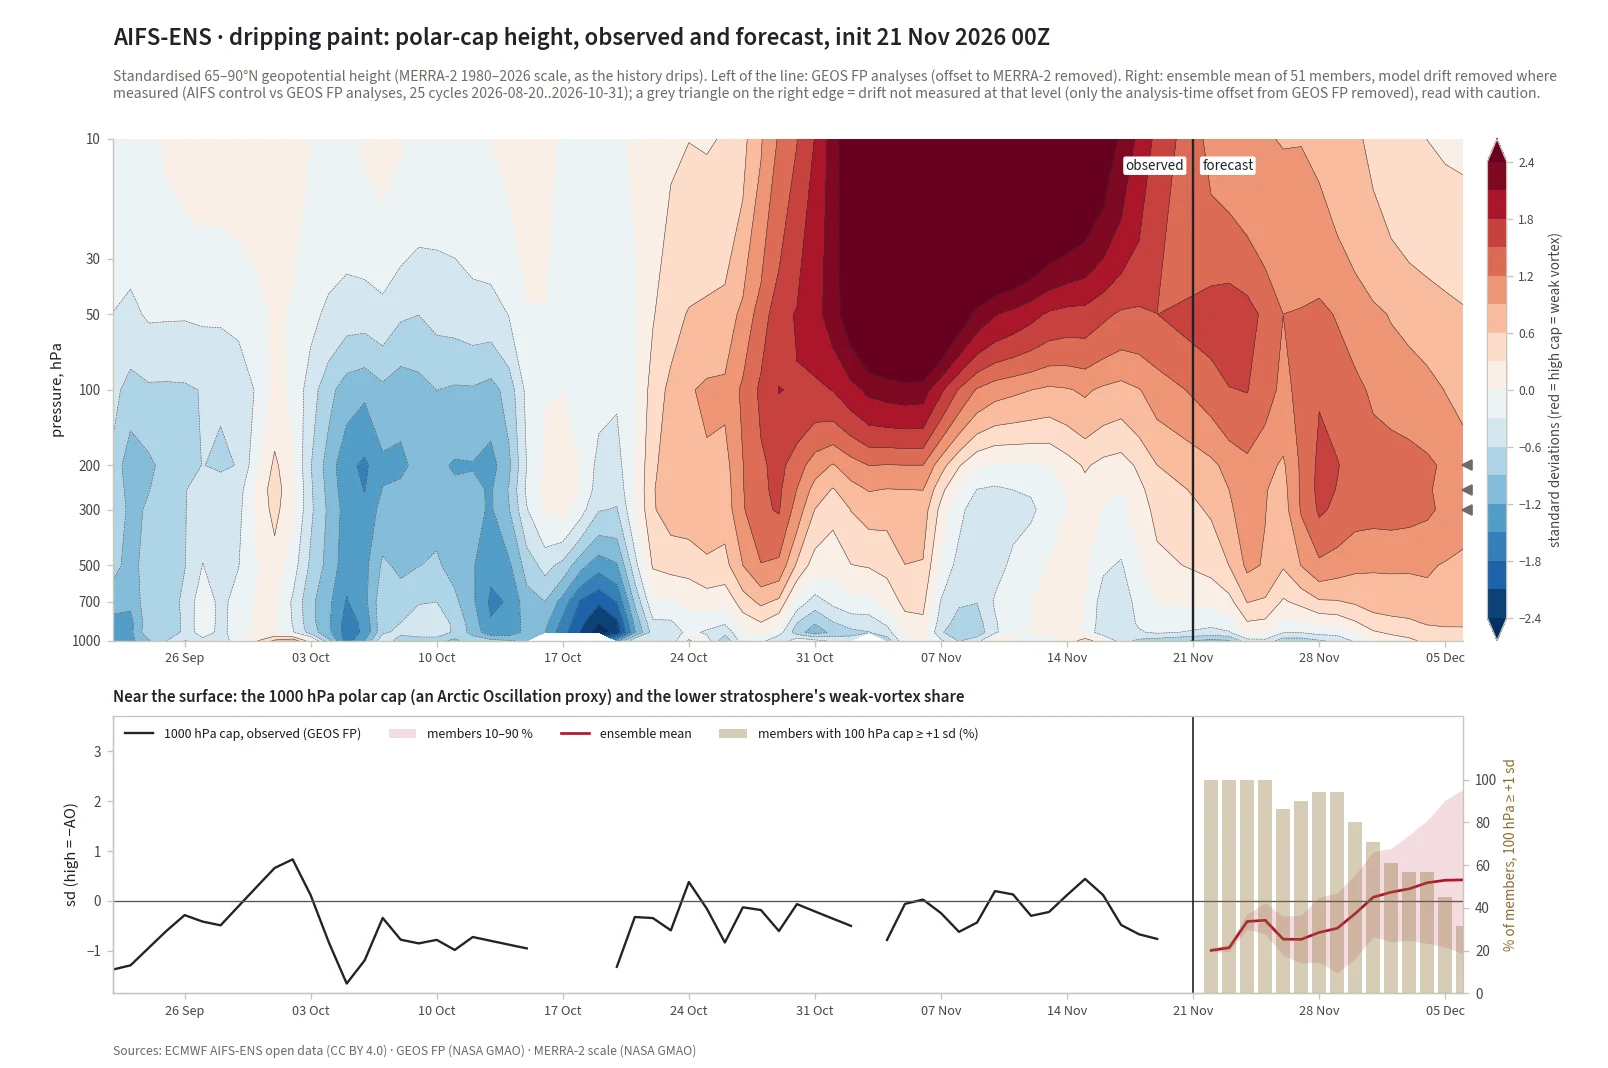 AIFS-ENS · dripping paint: polar-cap height, observed and forecast, init 21 Nov 2026 00Z
Standardised 65–90°N geopotential height (MERRA-2 1980–2026 scale, as the history drips). Left of the line: GEOS FP analyses (offset to MERRA-2 removed). Right: ensemble mean of 51 members, model drift removed where
measured (AIFS control vs GEOS FP analyses, 25 cycles 2026-08-20..2026-10-31); a grey triangle on the right edge = drift not measured at that level (only the analysis-time offset from GEOS FP removed), read with caution.
pressure, hPa
10
30
50
100
200
300
500
700
1000
observed
forecast
26 Sep
03 Oct
10 Oct
17 Oct
24 Oct
31 Oct
07 Nov
14 Nov
21 Nov
28 Nov
05 Dec
2.4
1.8
1.2
0.6
0.0
−0.6
−1.2
−1.8
−2.4
standard deviations (red = high cap = weak vortex)
Near the surface: the 1000 hPa polar cap (an Arctic Oscillation proxy) and the lower stratosphere's weak-vortex share
1000 hPa cap, observed (GEOS FP)
members 10–90 %
ensemble mean
members with 100 hPa cap ≥ +1 sd (%)
sd (high = −AO)
3
2
1
0
−1
100
80
60
40
20
0
% of members, 100 hPa ≥ +1 sd
26 Sep
03 Oct
10 Oct
17 Oct
24 Oct
31 Oct
07 Nov
14 Nov
21 Nov
28 Nov
05 Dec
Sources: ECMWF AIFS-ENS open data (CC BY 4.0) · GEOS FP (NASA GMAO) · MERRA-2 scale (NASA GMAO)